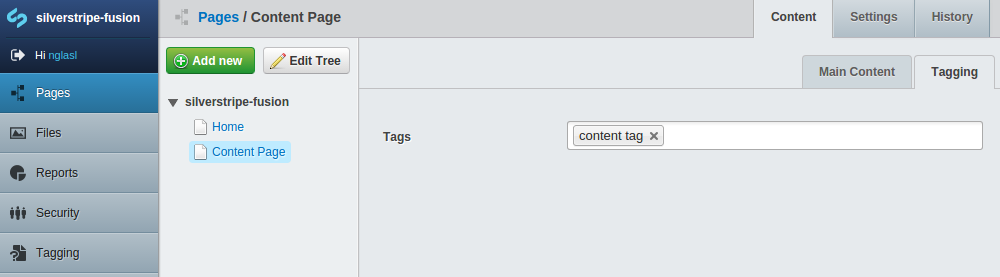 silverstripe-fusion
Pages / Content Page
Content
Settings
History
Hi nglasl
Add new
Edit Tree
Main Content
Tagging
Pages
silverstripe-fusion
Home
Content Page
Tags
content tag
Files
Reports
Security
Tagging